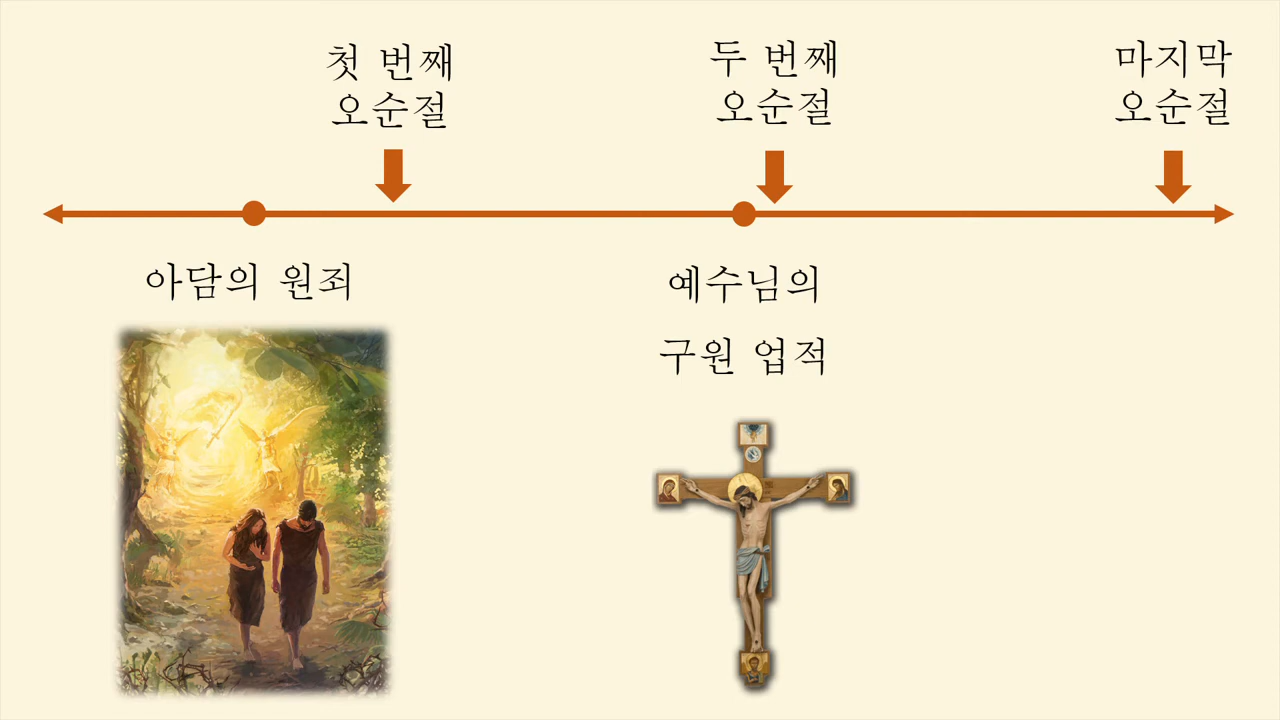 첫 번째
오순절
두 번째
오순절
마지막
오순절
아담의 원죄
예수님의
구원 업적